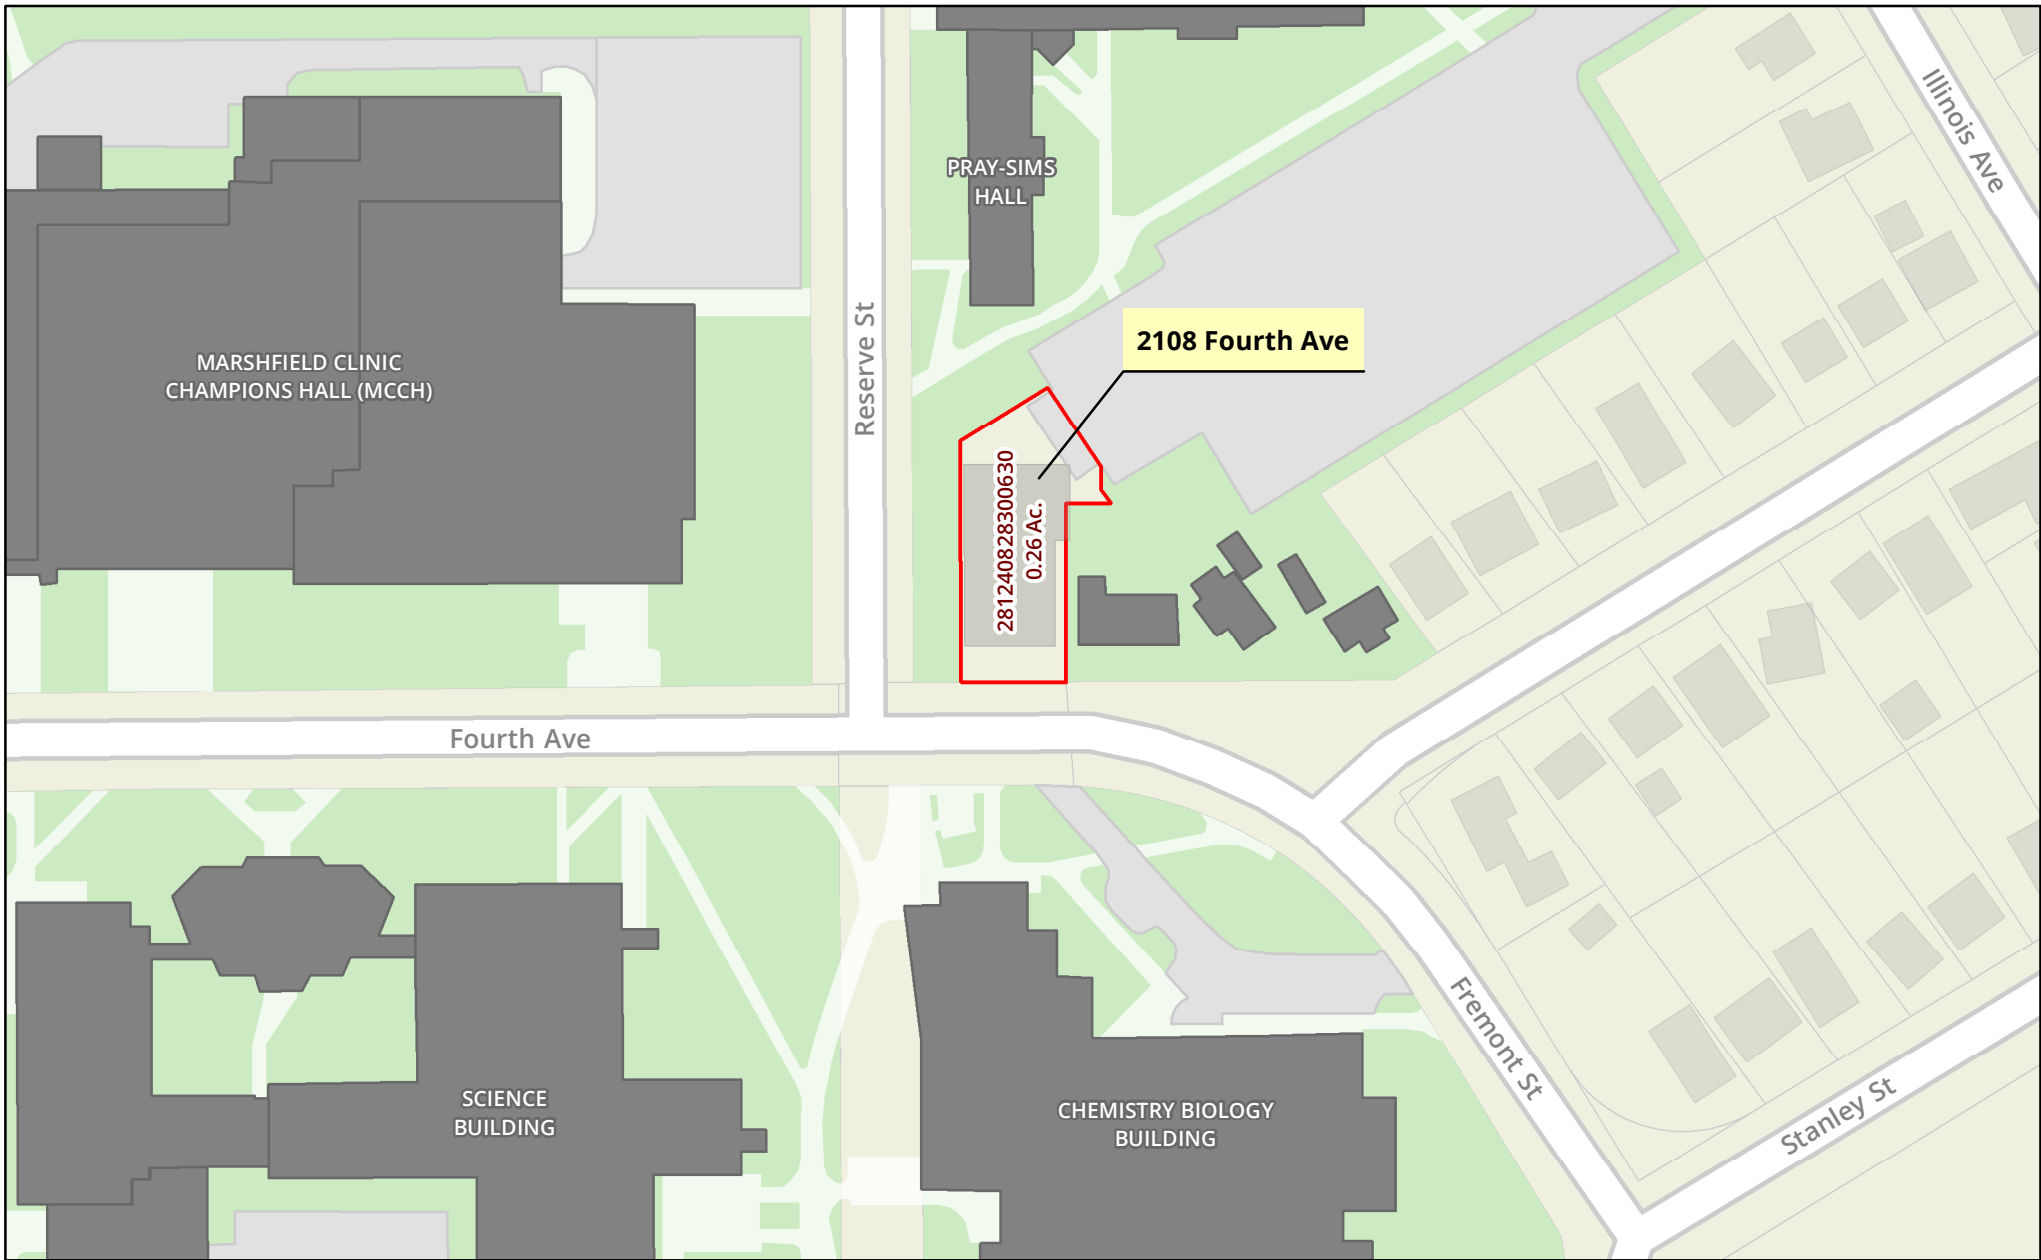 Illinois Ave
PRAY-SIMS
HALL
2108 Fourth Ave
MARSHFIELD CLINIC
CHAMPIONS HALL (MCCH)
Reserve St
281240828300630
0.26 Ac.
Fourth Ave
Fremont St
SCIENCE
BUILDING
CHEMISTRY BIOLOGY
BUILDING
Stanley St